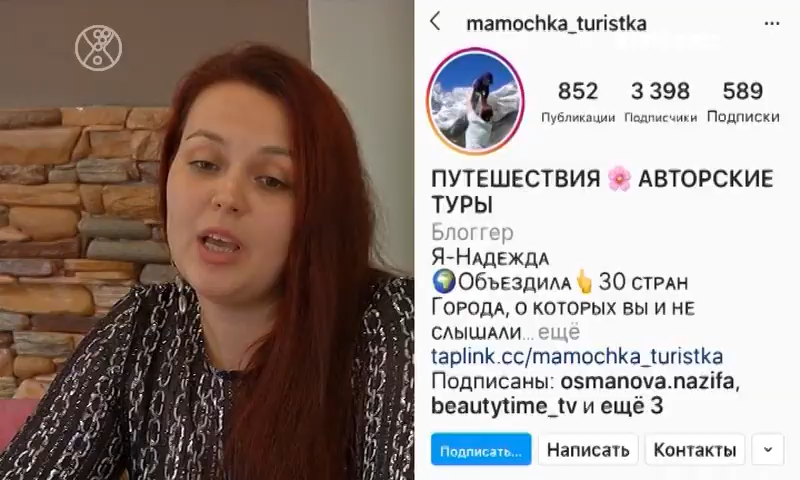 mamochka_turistka
852 3 398 589
Публикации Подписчики Подписки
ПУТЕШЕСТВИЯ🌸АВТОРСКИЕ
ТУРЫ
Блоггер
Я-Надежда
🌍Объездила👆30 стран
Города, о которых вы и не
слышали... ещё
taplink.cc/mamochka_turistka
Подписаны: osmanova.nazifa,
beautytime_tv и ещё 3
Подписать... Написать Контакты